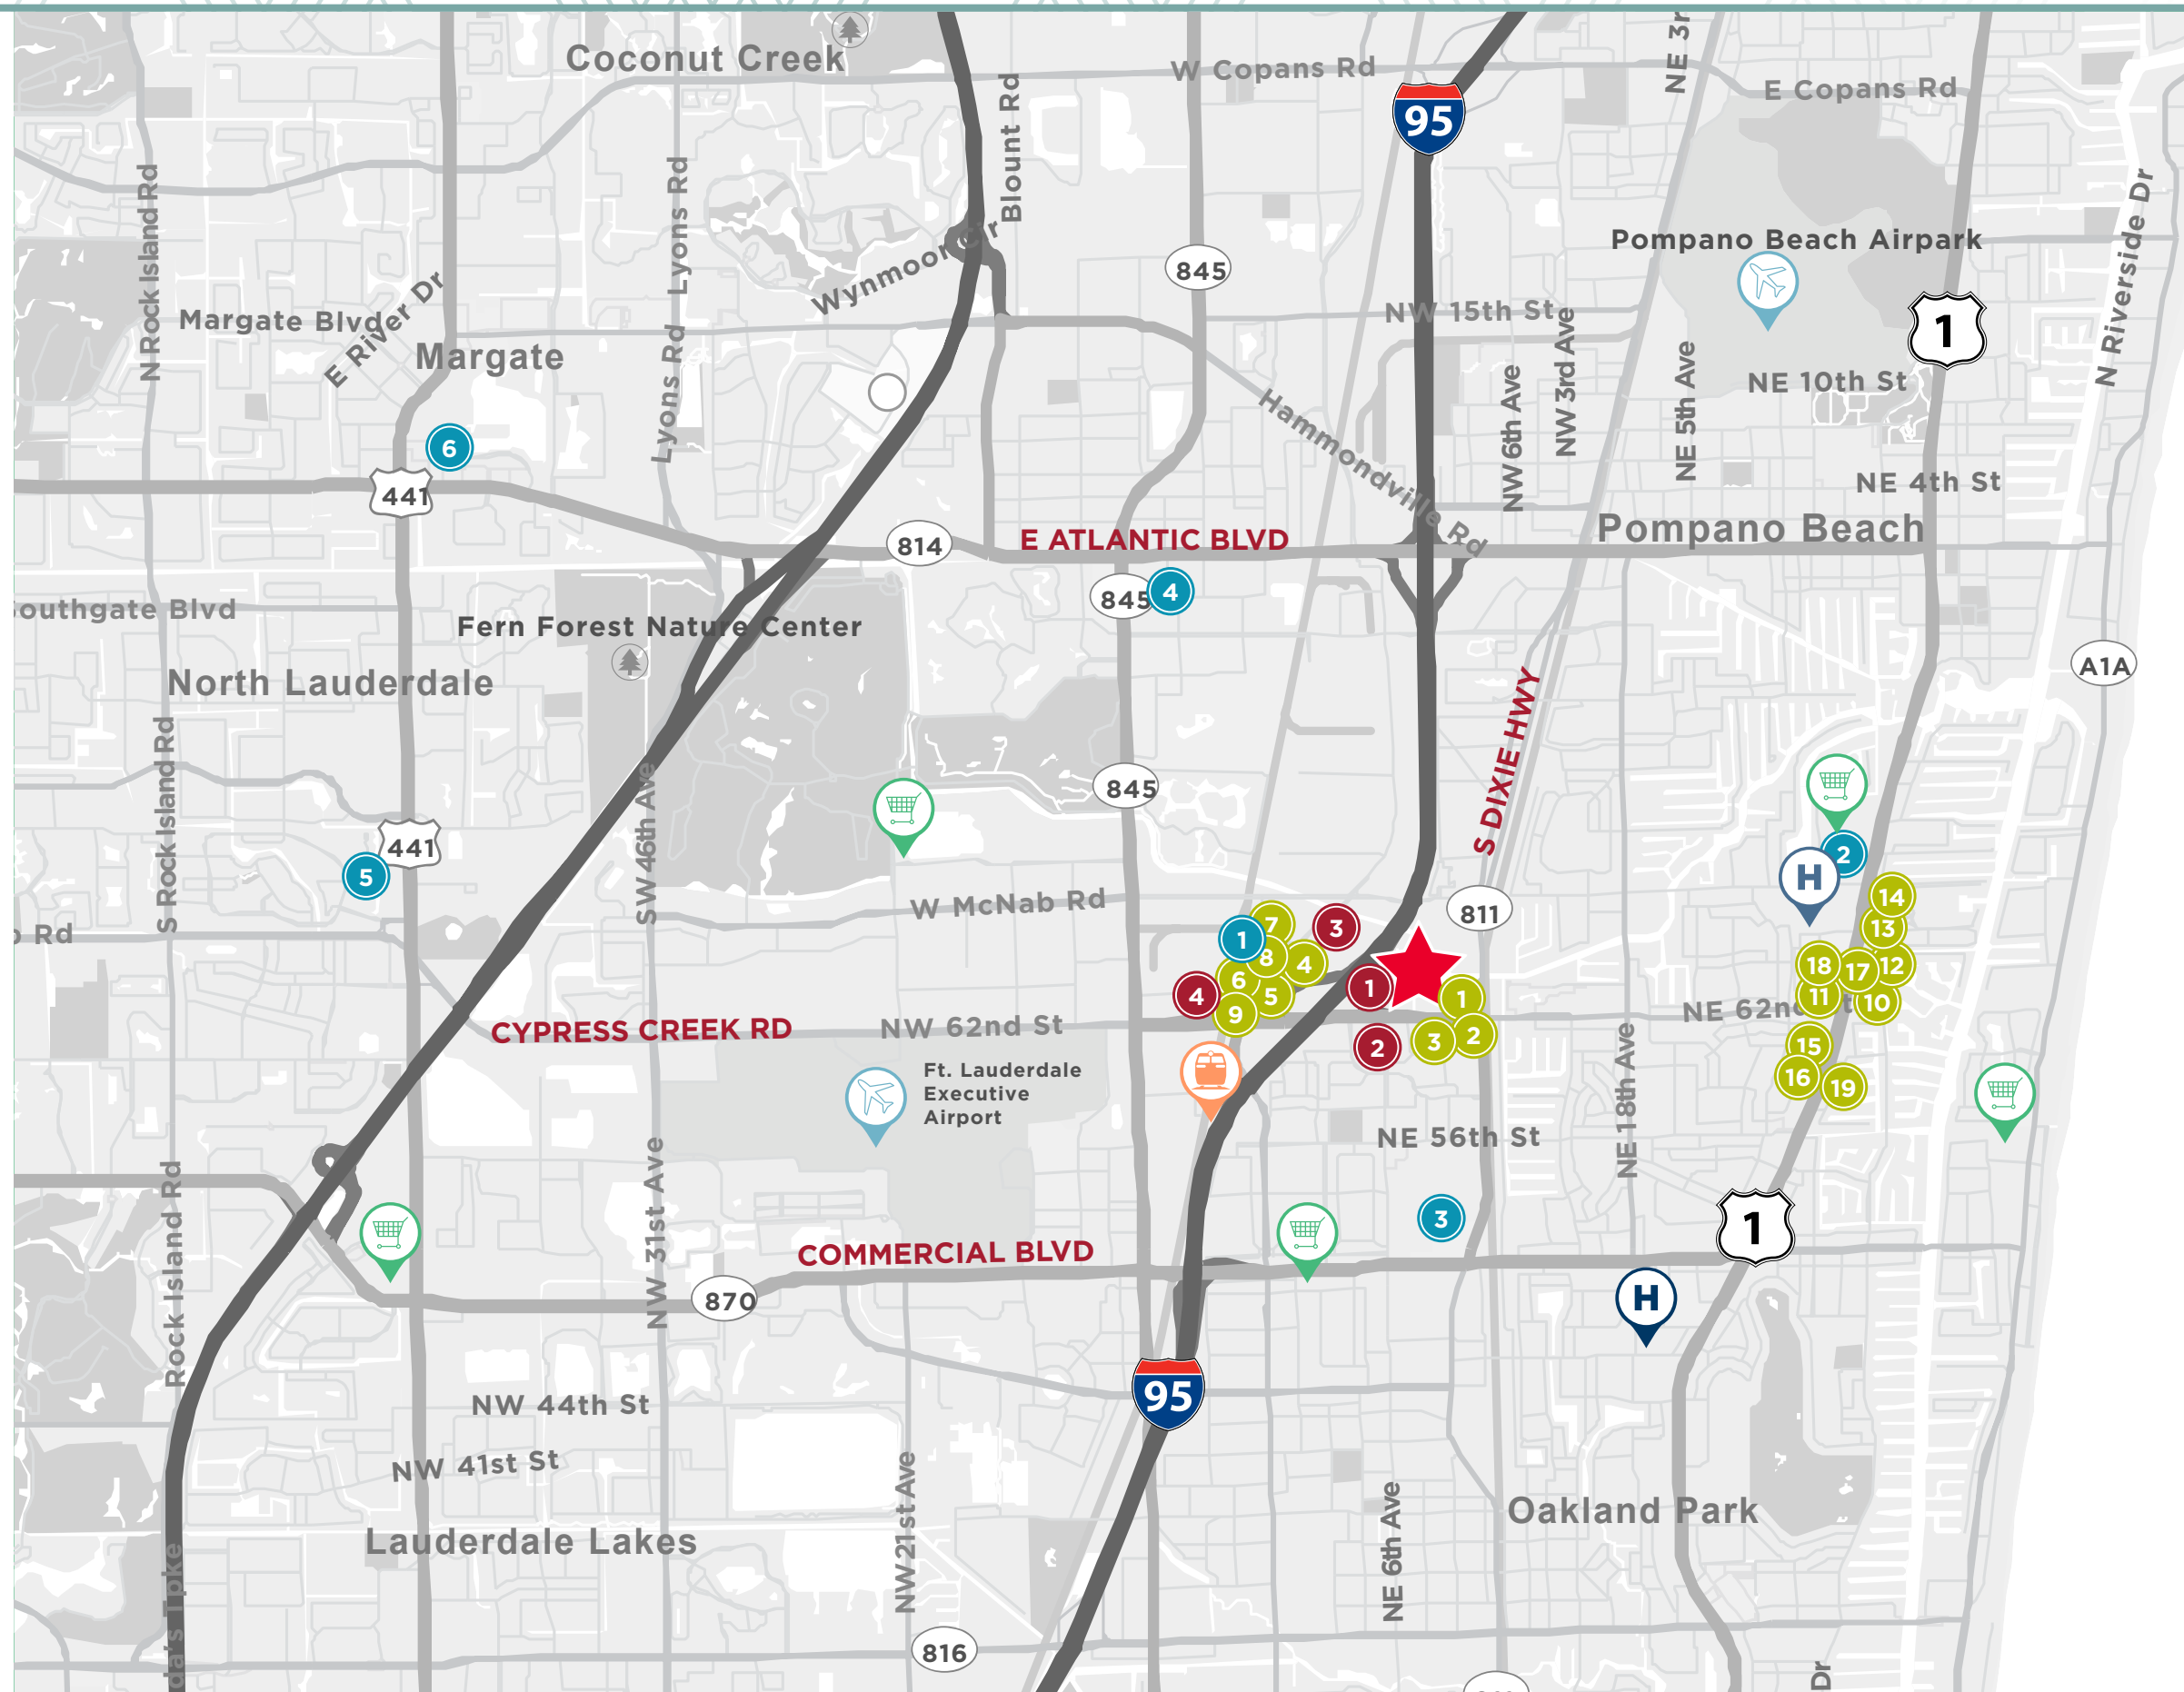 Coconut Creek
W Copans Rd
NE 3r
E Copans Rd
95
Blount Rd
N Rock Island Rd
Lyons Rd
Wynmoor Cir
845
Pompano Beach Airpark
N Riverside Dr
Margate Blvd
E River Dr
Margate
Lyons Rd
NW 15th St
NW 3rd Ave
1
NE 5th Ave
NE 10th St
NW 6th Ave
Hammondville Rd
6
441
NE 4th St
814
E ATLANTIC BLVD
Pompano Beach
845
4
outhgate Blvd
Fern Forest Nature Center
North Lauderdale
A1A
S DIXIE HWY
S Rock Island Rd
SW 46th Ave
845
441
5
2
H
W McNab Rd
811
Rd
7
1
3
8
4
6
5
4
9
1
1
2
3
2
14
13
18
17
12
11
10
NE 62nd St
15
16
19
CYPRESS CREEK RD
NW 62nd St
Ft. Lauderdale
Executive
Airport
NE 18th Ave
NE 56th St
NW 31st Ave
Rock Island Rd
3
1
COMMERCIAL BLVD
870
H
95
NW 44th St
NW 41st St
NW 21st Ave
NE 6th Ave
Oakland Park
Lauderdale Lakes
da's Tpke
816
Dr